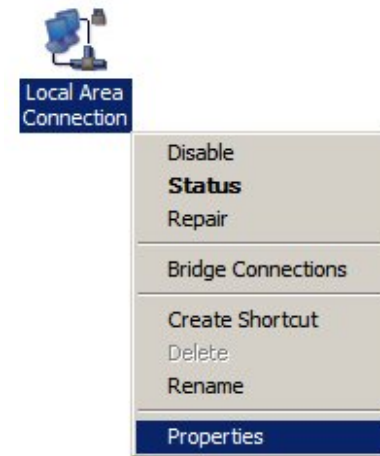 Local Area
Connection
Disable
Status
Repair
Bridge Connections
Create Shortcut
Delete
Rename
Properties